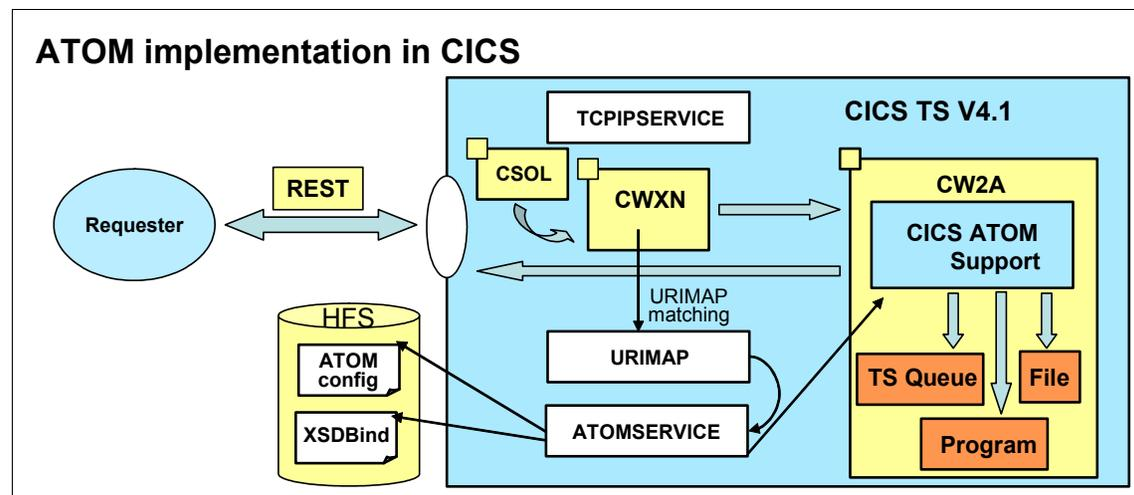 ATOM implementation in CICS
TCPIPSERVICE
CICS TS V4.1
CSOL
REST
CWXN
CW2A
Requester
CICS ATOM
Support
URIMAP
matching
HFS
ATOM
config
URIMAP
TS Queue
File
XSDBind
ATOMSERVICE
Program